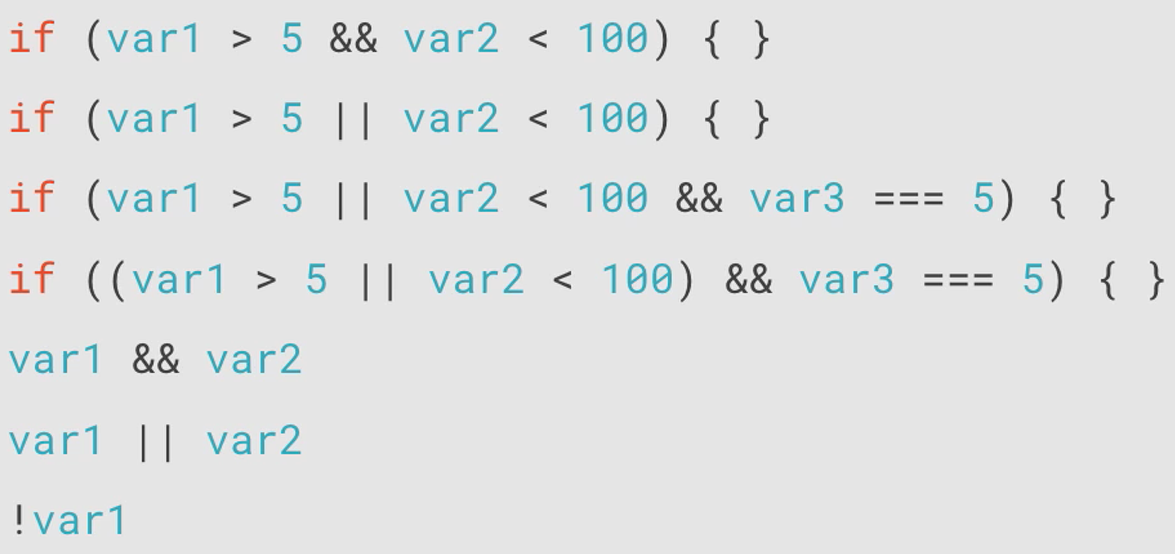 if (var1 > 5 && var2 < 100) { }
if (var1 > 5 || var2 < 100) { }
if (var1 > 5 || var2 < 100 && var3 === 5) { }
if ((var1 > 5 || var2 < 100) && var3 === 5) { }
var1 && var2
var1 || var2
!var1